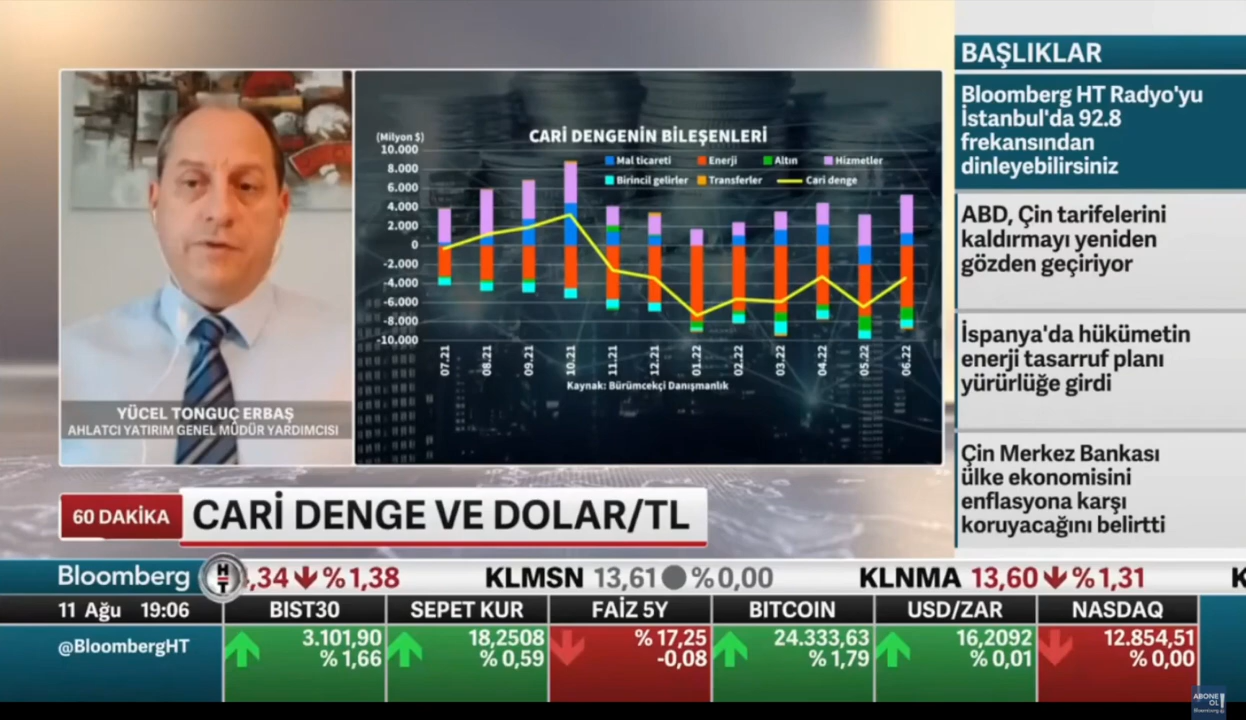 BAŞLIKLAR
Bloomberg HT Radyo'yu
İstanbul'da 92.8
frekansından
dinleyebilirsiniz
ABD, Çin tarifelerini
kaldırmayı yeniden
gözden geçiriyor
İspanya'da hükümetin
enerji tasarruf planı
yürürlüğe girdi
Çin Merkez Bankası
ülke ekonomisini
enflasyona karşı
koruyacağını belirtti
CARİ DENGENİN BİLEŞENLERİ
(Milyon $)
10.000
8.000
6.000
4.000
2.000
0
-2.000
-4.000
-6.000
-8.000
-10.000
Mal ticareti Enerji Altın Hizmetler
Birincil gelirler Transferler Cari denge
07.21 08.21 09.21 10.21 11.21 12.21 01.22 02.22 03.22 04.22 05.22 06.22
Kaynak: Bürümcekçi Danışmanlık
YÜCEL TONGUÇ ERBAŞ
AHLATCI YATIRIM GENEL MÜDÜR YARDIMCISI
60 DAKİKA CARİ DENGE VE DOLAR/TL
Bloomberg HT ,34 %1,38 KLMSN 13,61 %0,00 KLNMA 13,60 %1,31 K
11 Ağu 19:06 BIST30 SEPET KUR FAİZ 5Y BITCOIN USD/ZAR NASDAQ
@BloombergHT 3.101,90 18,2508 % 17,25 24.333,63 16,2092 12.854,51
% 1,66 % 0,59 -0,08 % 1,79 % 0,01 % 0,00
ABONE
OL
Bloomberg